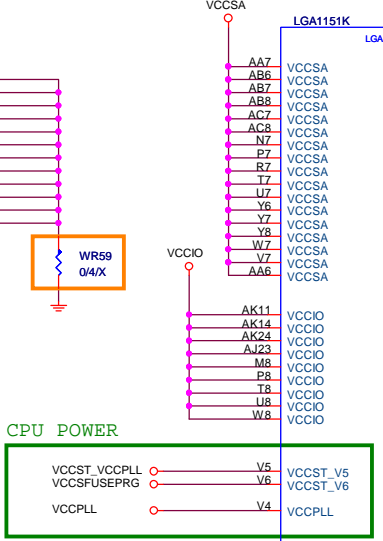 VCCSA
LGA1151K
LGA
AA7 VCCSA
AB6 VCCSA
AB7 VCCSA
AB8 VCCSA
AC7 VCCSA
AC8 VCCSA
N7 VCCSA
P7 VCCSA
R7 VCCSA
T7 VCCSA
U7 VCCSA
Y6 VCCSA
Y7 VCCSA
Y8 VCCSA
W7 VCCSA
V7 VCCSA
AA6 VCCSA
WR59
0/4/X
VCCIO
AK11 VCCIO
AK14 VCCIO
AK24 VCCIO
AJ23 VCCIO
M8 VCCIO
P8 VCCIO
T8 VCCIO
U8 VCCIO
W8 VCCIO
CPU POWER
VCCST_VCCPLL V5 VCCST_V5
VCCSFUSEPRG V6 VCCST_V6
VCCPLL V4 VCCPLL